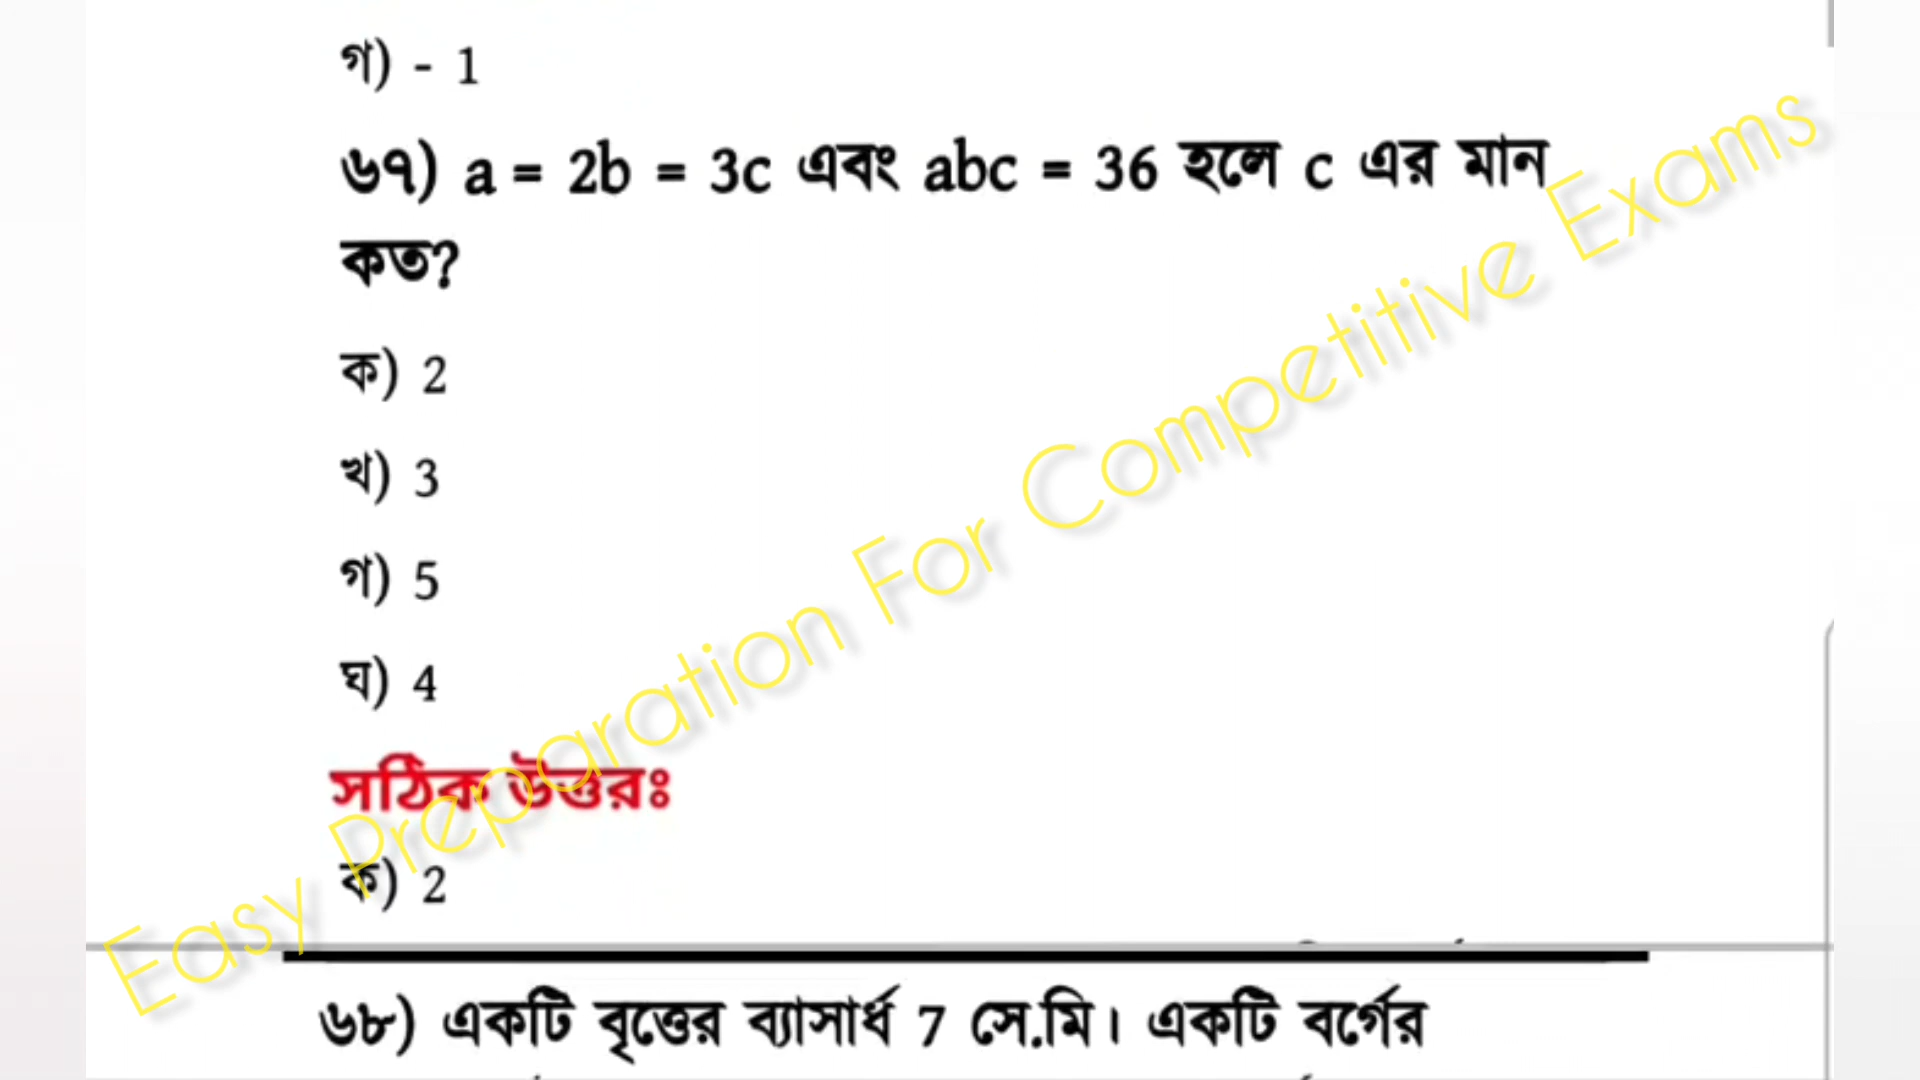 গ) - 1
৬৭) a = 2b = 3c এবং abc = 36 হলে c এর মান
কত?
ক) 2
খ) 3
গ) 5
ঘ) 4
সঠিক উত্তরঃ
ক) 2
৬৮) একটি বৃত্তের ব্যাসার্ধ 7 সে.মি। একটি বর্গের
Easy Preparation For Competitive Exams